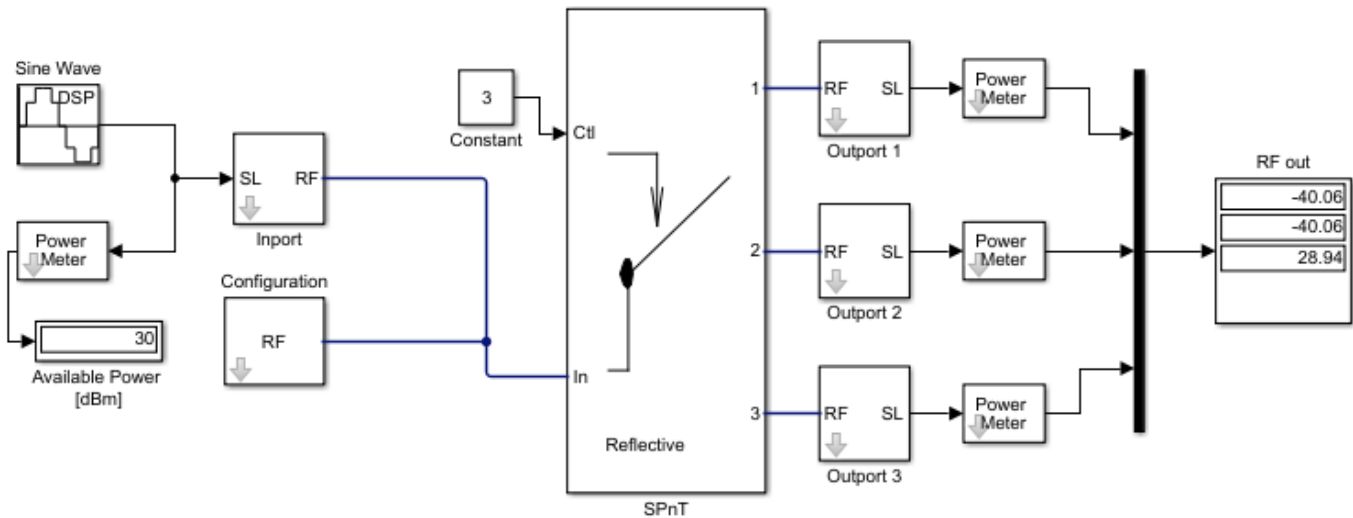 Sine Wave
DSP
SL RF
Inport
Power
Meter
30
Available Power
[dBm]
Configuration
RF
3
Constant
Ctl
In
Reflective
SPnT
1
2
3
RF SL
Outport 1
Power
Meter
RF SL
Outport 2
Power
Meter
RF SL
Outport 3
Power
Meter
RF out
-40.06
-40.06
28.94